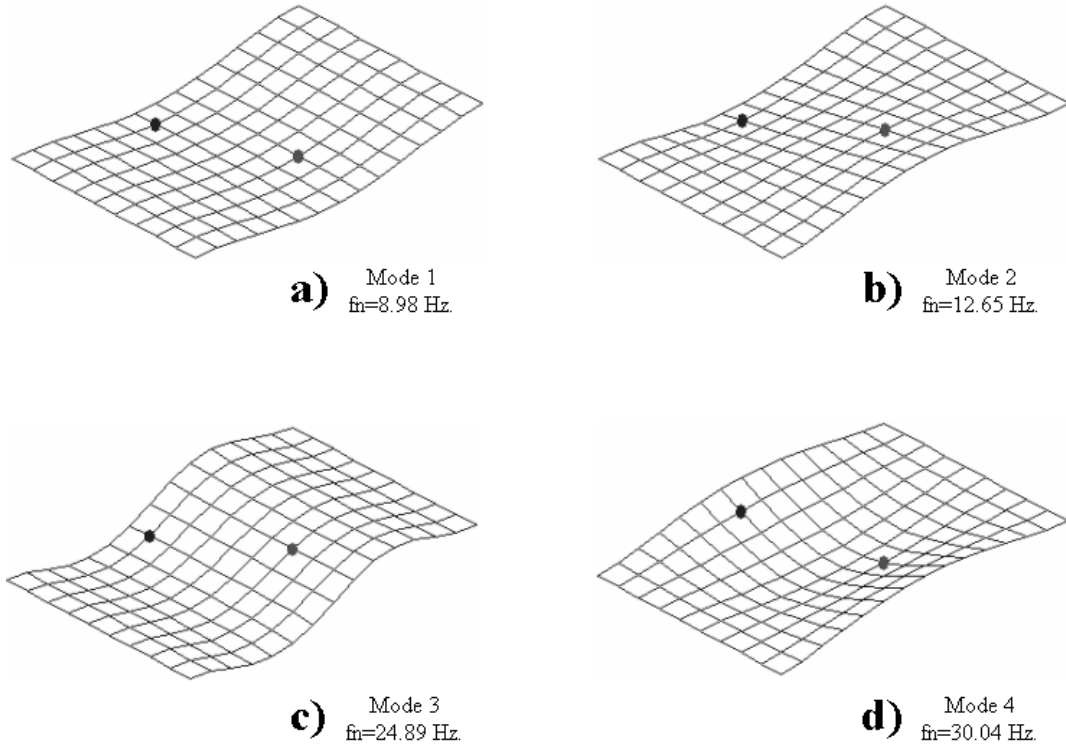 a)
Mode 1
fn=8.98 Hz.
b)
Mode 2
fn=12.65 Hz.
c)
Mode 3
fn=24.89 Hz.
d)
Mode 4
fn=30.04 Hz.